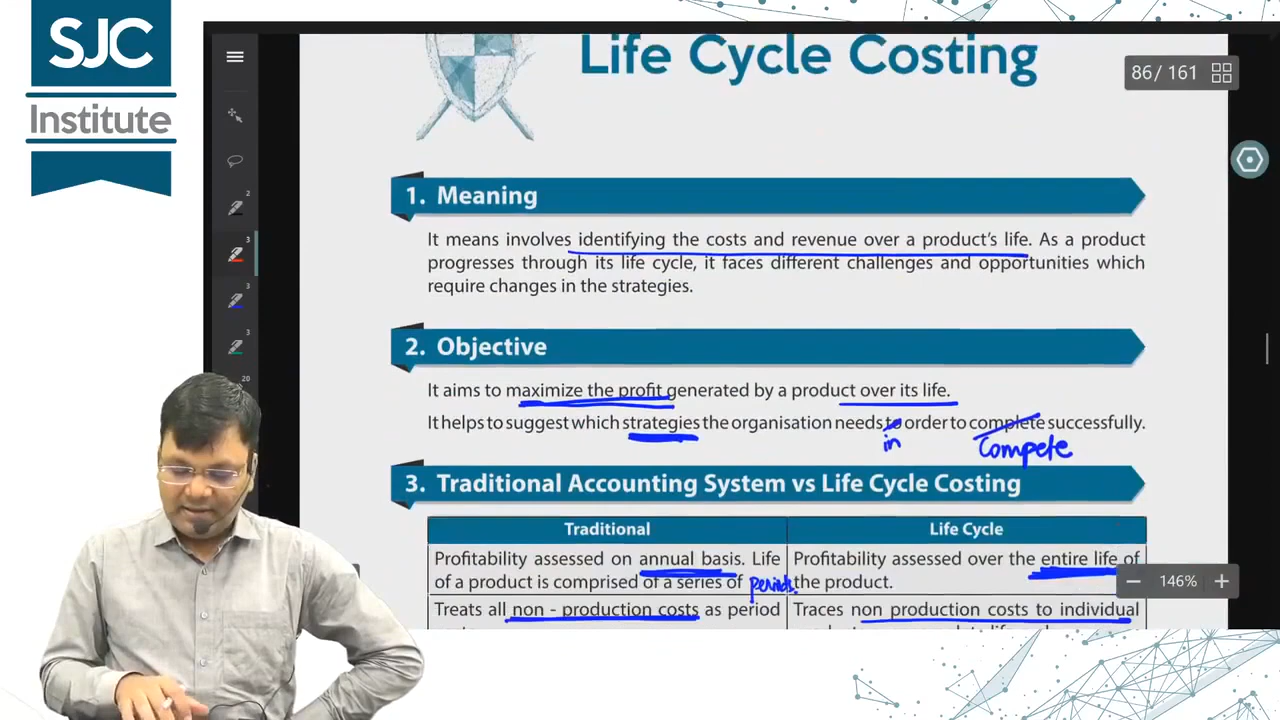 SJC
Institute
Life Cycle Costing
86/ 161
1. Meaning
It means involves identifying the costs and revenue over a product's life. As a product
progresses through its life cycle, it faces different challenges and opportunities which
require changes in the strategies.
2. Objective
It aims to maximize the profit generated by a product over its life.
It helps to suggest which strategies the organisation needs to order to complete successfully.
in
Compete
3. Traditional Accounting System vs Life Cycle Costing
Traditional
Life Cycle
Profitability assessed on annual basis. Life
of a product is comprised of a series of
periods.
Profitability assessed over the entire life of
the product.
146%
Treats all non - production costs as period
Traces non production costs to individual
2
3
3
3
20